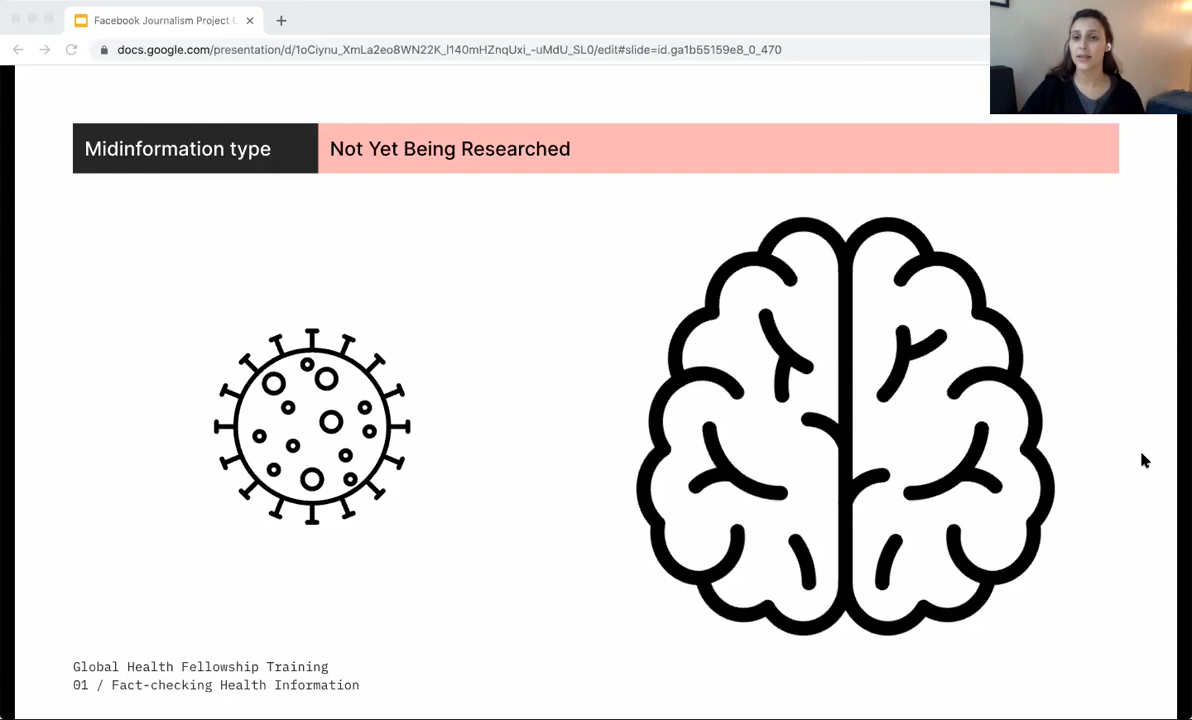 Facebook Journalism Project
docs.google.com/presentation/d/1oCiynu_XmLa2eo8WN22K_l140mHZnqUxi_-uMdU_SL0/edit#slide=id.ga1b55159e8_0_470
Midinformation type
Not Yet Being Researched
Global Health Fellowship Training
01 / Fact-checking Health Information